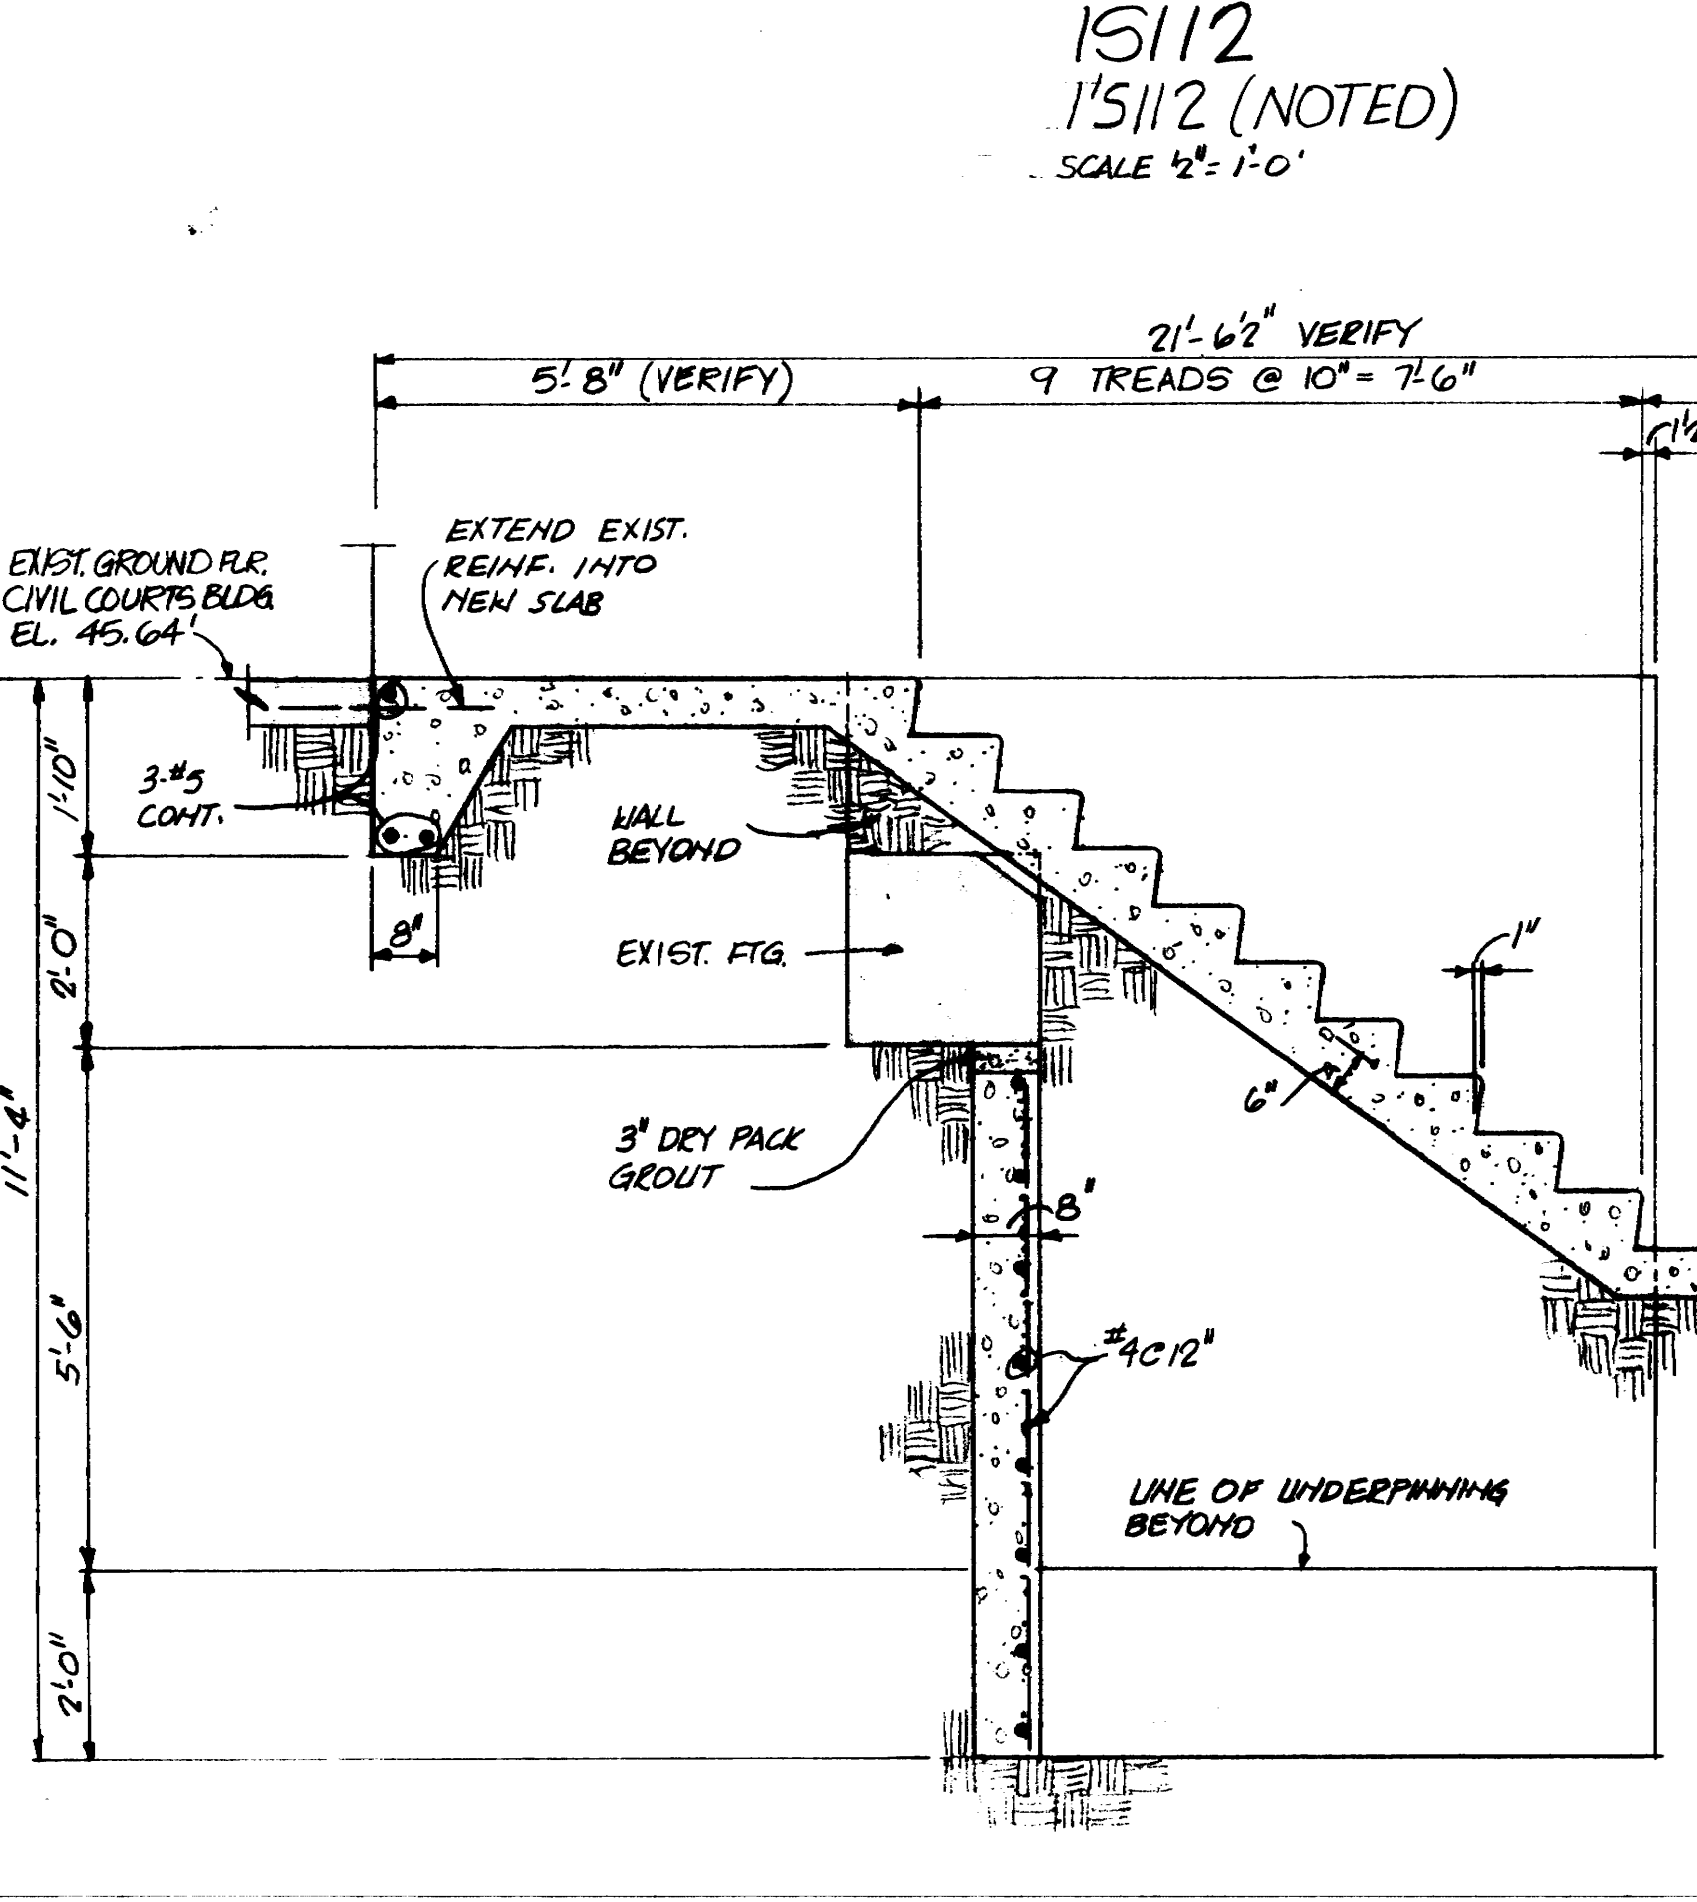 1S112
1'S112 (NOTED)
SCALE ½"= 1'-0'
21'-6½" VERIFY
5'-8" (VERIFY)
9 TREADS @ 10" = 7'-6"
1½
EXIST. GROUND FLR.
CIVIL COURTS BLDG.
EL. 45.64'
EXTEND EXIST.
REINF. INTO
NEW SLAB
1'-10"
3-#5
CONT.
WALL
BEYOND
8"
2'-0"
EXIST. FTG.
1"
6"
11'-4"
3" DRY PACK
GROUT
8"
5'-6"
#4@12"
LINE OF UNDERPINNING
BEYOND
2'-0"